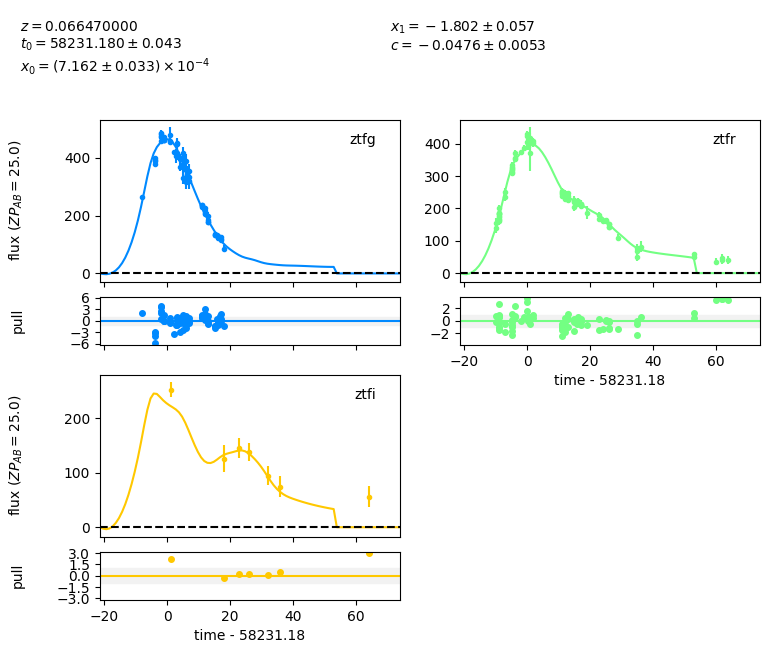 z = 0.066470000
t₀ = 58231.180 ± 0.043
x₀ = (7.162 ± 0.033) × 10⁻⁴
x₁ = −1.802 ± 0.057
c = −0.0476 ± 0.0053
flux (ZP_AB = 25.0)
400
200
0
ztfg
400
300
200
100
0
ztfr
pull
6
3
0
−3
−6
2
0
−2
−20 0 20 40 60
time - 58231.18
flux (ZP_AB = 25.0)
200
100
0
ztfi
pull
3.0
1.5
0.0
−1.5
−3.0
−20 0 20 40 60
time - 58231.18